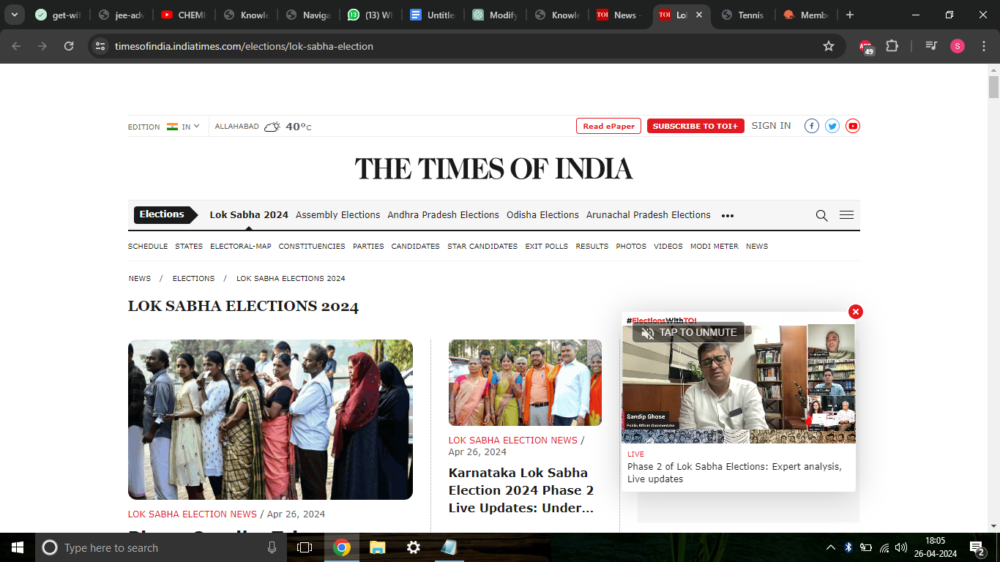 get-wif
jee-adv
CHEMI
Knowle
Naviga
(13) Wh
Untitle
Modify
Knowle
TOI News -
TOI Lo
Tennis
Membe
timesofindia.indiatimes.com/elections/lok-sabha-election
49
S
EDITION IN ALLAHABAD 40°C
Read ePaper SUBSCRIBE TO TOI+ SIGN IN
THE TIMES OF INDIA
Elections Lok Sabha 2024 Assembly Elections Andhra Pradesh Elections Odisha Elections Arunachal Pradesh Elections
SCHEDULE STATES ELECTORAL-MAP CONSTITUENCIES PARTIES CANDIDATES STAR CANDIDATES EXIT POLLS RESULTS PHOTOS VIDEOS MODI METER NEWS
NEWS / ELECTIONS / LOK SABHA ELECTIONS 2024
LOK SABHA ELECTIONS 2024
LOK SABHA ELECTION NEWS / Apr 26, 2024
LOK SABHA ELECTION NEWS /
Apr 26, 2024
Karnataka Lok Sabha
Election 2024 Phase 2
Live Updates: Under...
#ElectionsWithTOI
TAP TO UNMUTE
Sandip Ghose
Public Affairs Commentator
LIVE
Phase 2 of Lok Sabha Elections: Expert analysis,
Live updates
Type here to search
18:05
26-04-2024
2